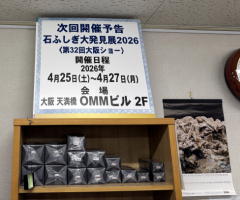 次回開催予告
石ふしぎ大発見展2026
〈第32回大阪ショー〉
開催日程
2026年
4月25日(土)〜4月27日(月)
会場
大阪 天満橋 OMMビル 2F